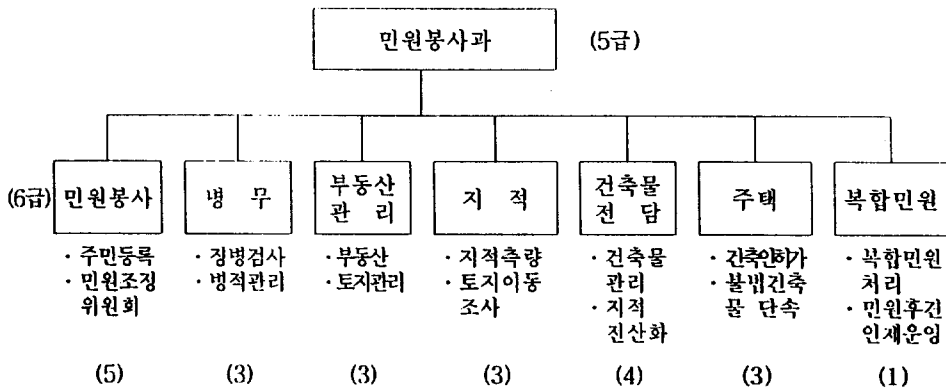 민원봉사과 (5급)
(6급) 민원봉사
· 주민등록
· 민원조정
위원회
(5)
병 무
· 징병검사
· 병적관리
(3)
부동산
관 리
· 부동산
· 토지관리
(3)
지 적
· 지적측량
· 토지이동
조사
(3)
건축물
전 담
· 건축물
관리
· 지적
전산화
(4)
주택
· 건축인허가
· 불법건축
물 단속
(3)
복합민원
· 복합민원
처리
· 민원후견
인제운영
(1)